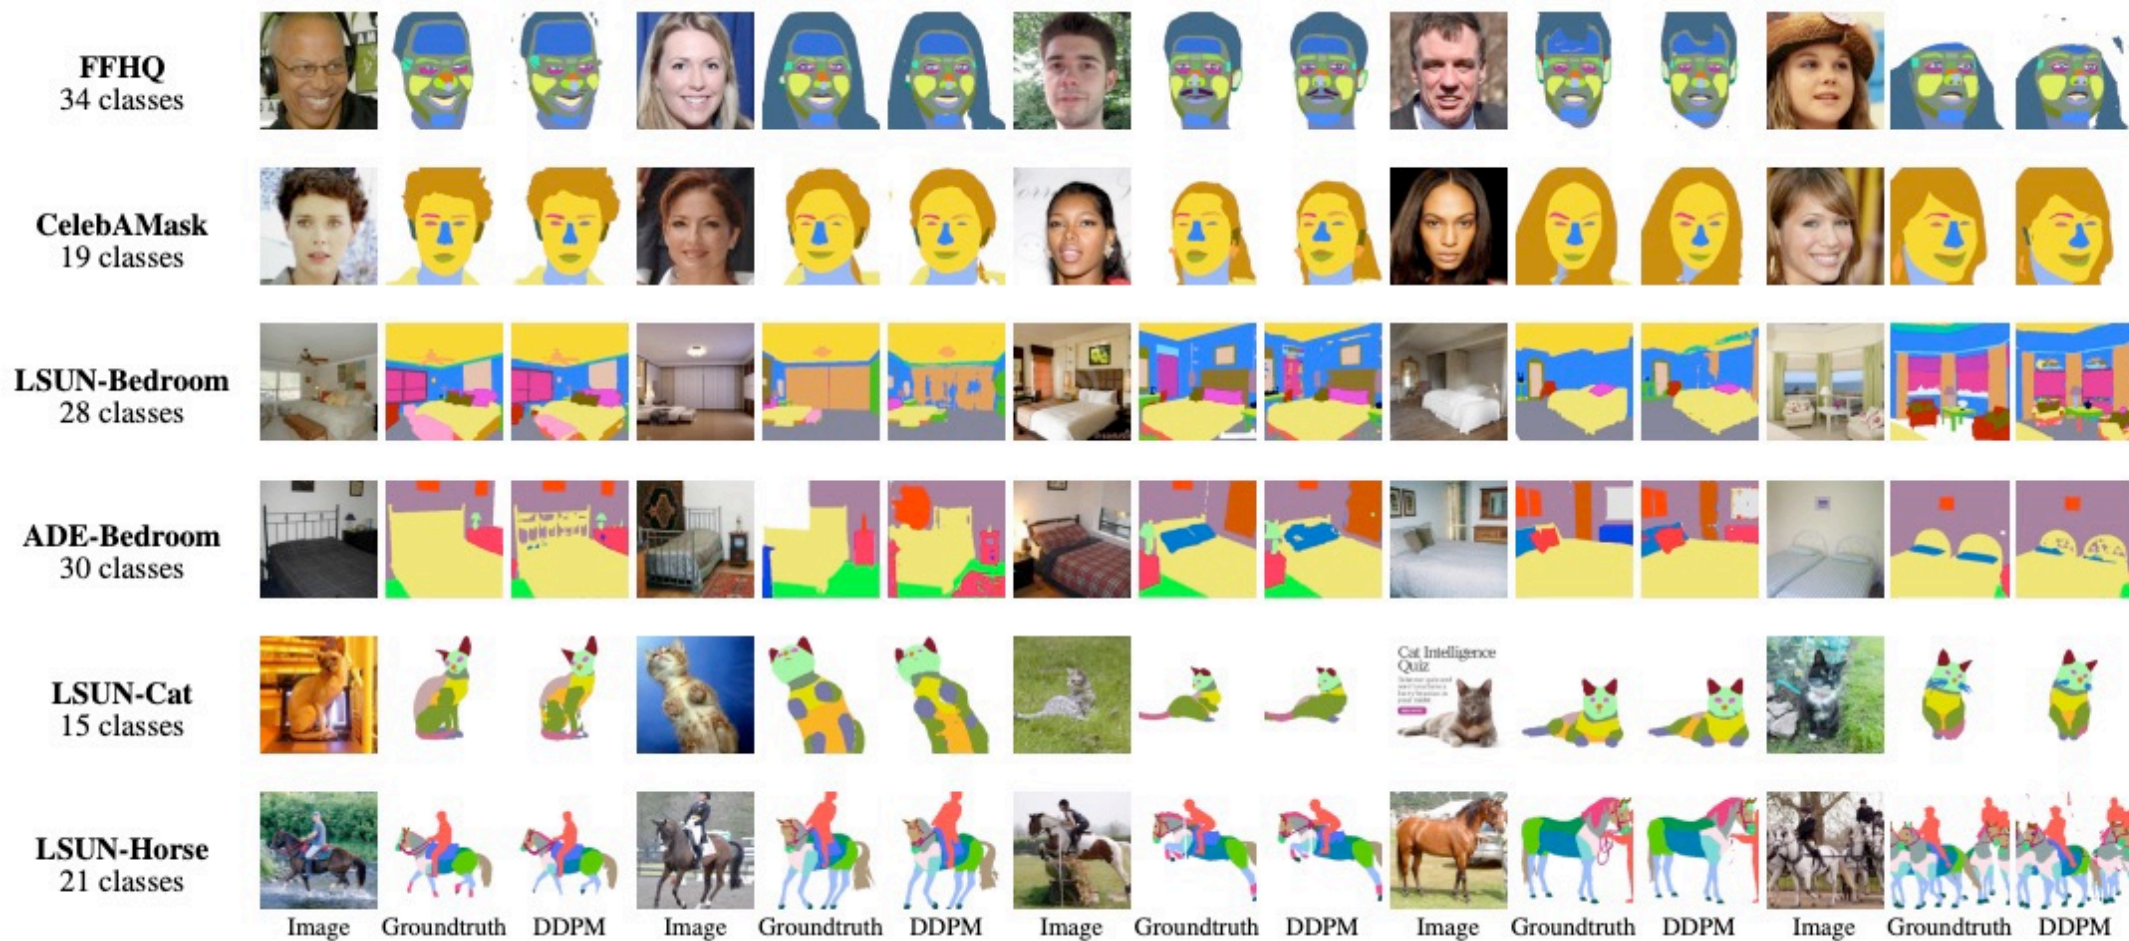 FFHQ
34 classes
CelebAMask
19 classes
LSUN-Bedroom
28 classes
ADE-Bedroom
30 classes
LSUN-Cat
15 classes
Cat Intelligence
Quiz
LSUN-Horse
21 classes
Image Groundtruth DDPM Image Groundtruth DDPM Image Groundtruth DDPM Image Groundtruth DDPM Image Groundtruth DDPM